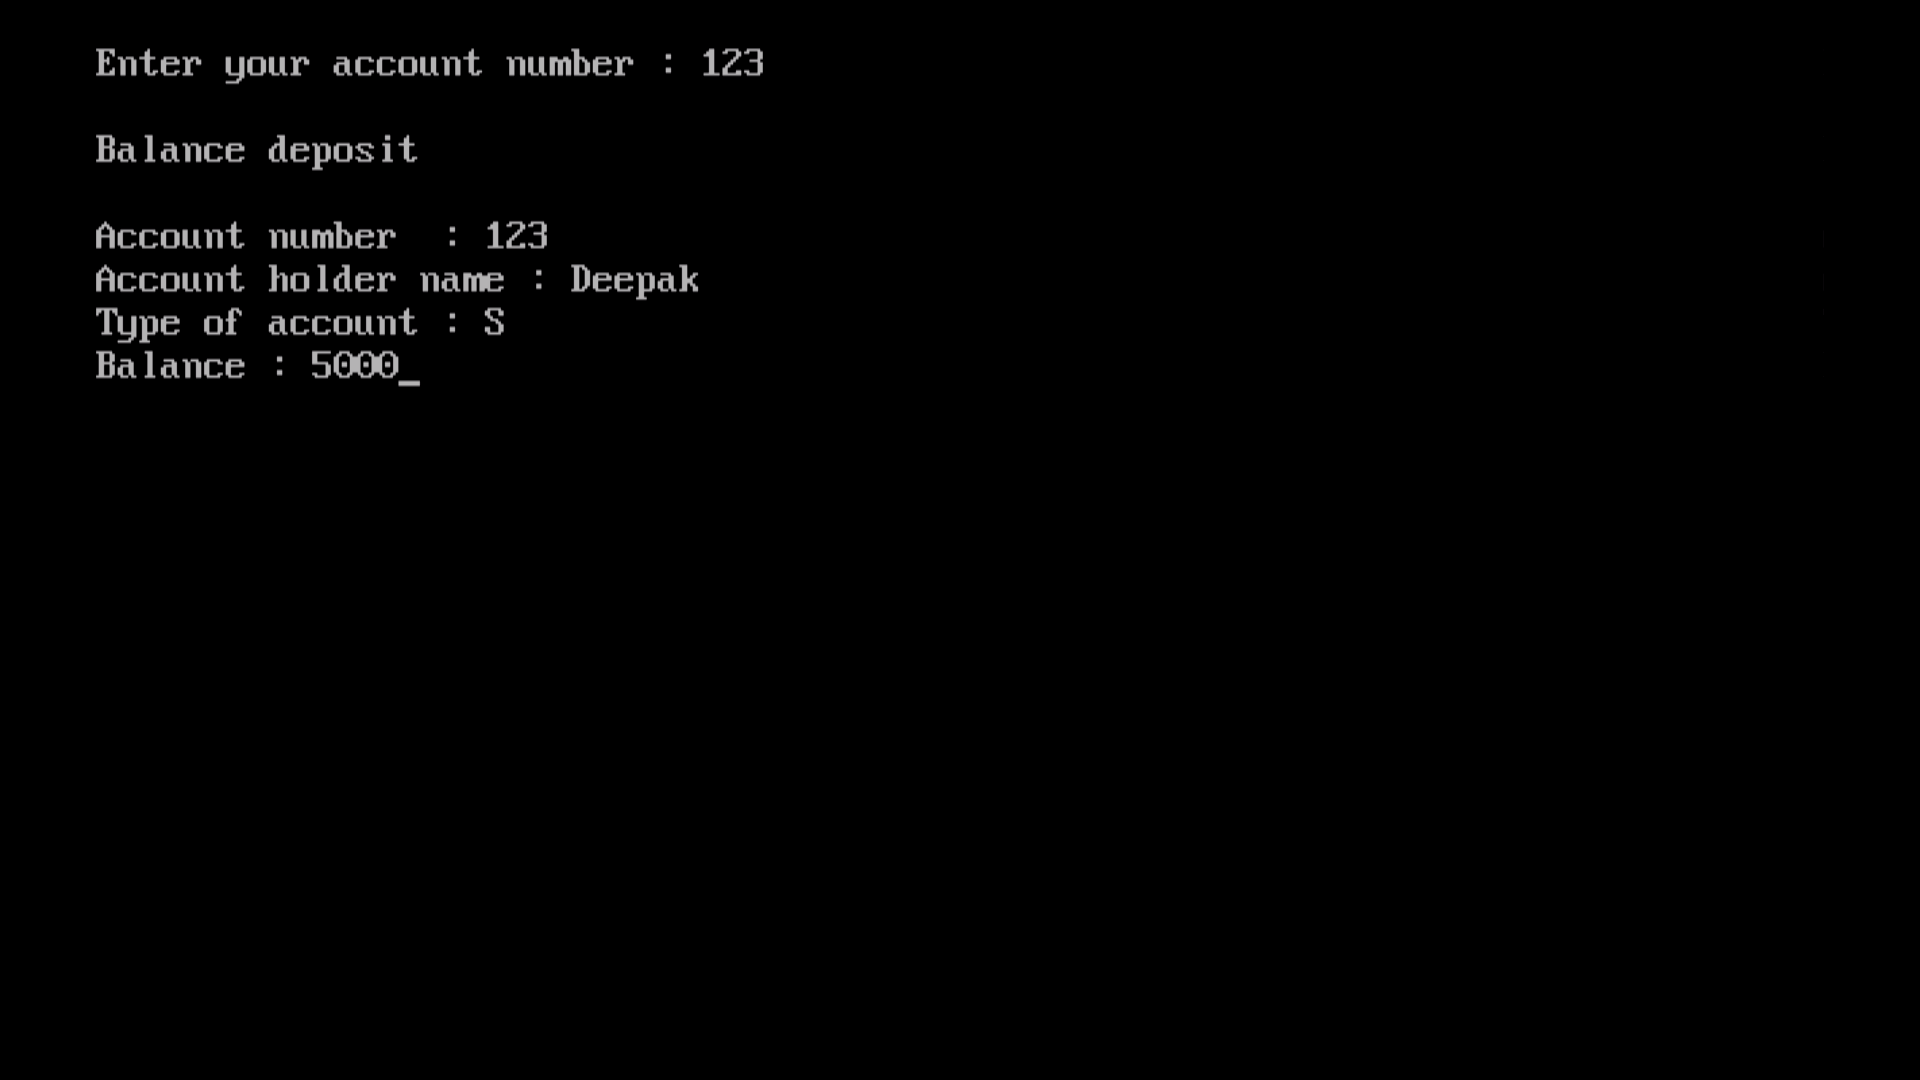 Enter your account number : 123
Balance deposit
Account number  : 123
Account holder name : Deepak
Type of account : S
Balance : 5000_